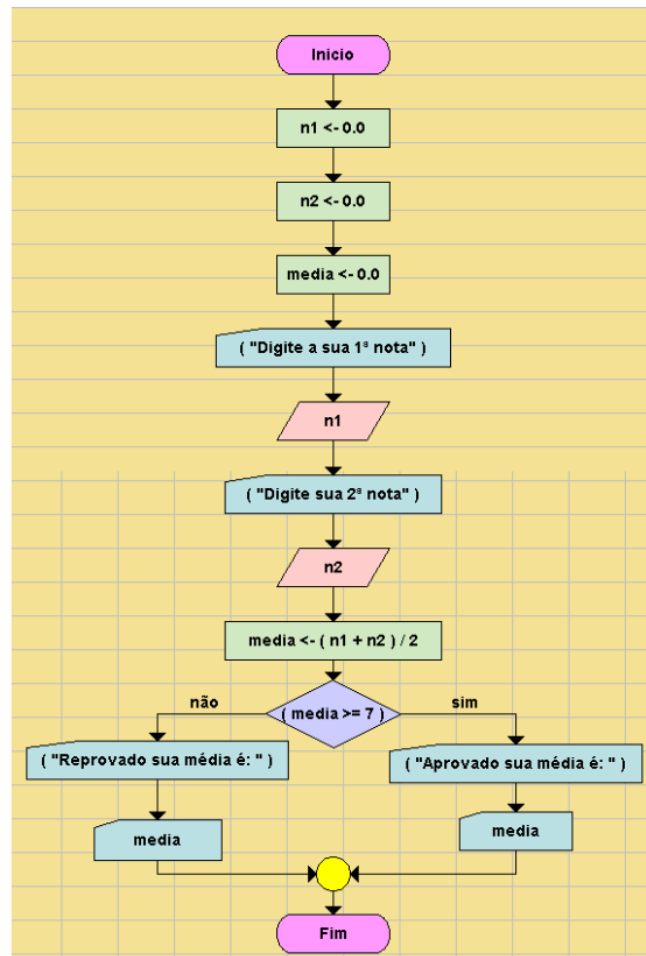 Inicio
n1 <- 0.0
n2 <- 0.0
media <- 0.0
( "Digite a sua 1ª nota" )
n1
( "Digite sua 2ª nota" )
n2
media <- ( n1 + n2 ) / 2
não
( media >= 7 )
sim
( "Reprovado sua média é: " )
( "Aprovado sua média é: " )
media
media
Fim